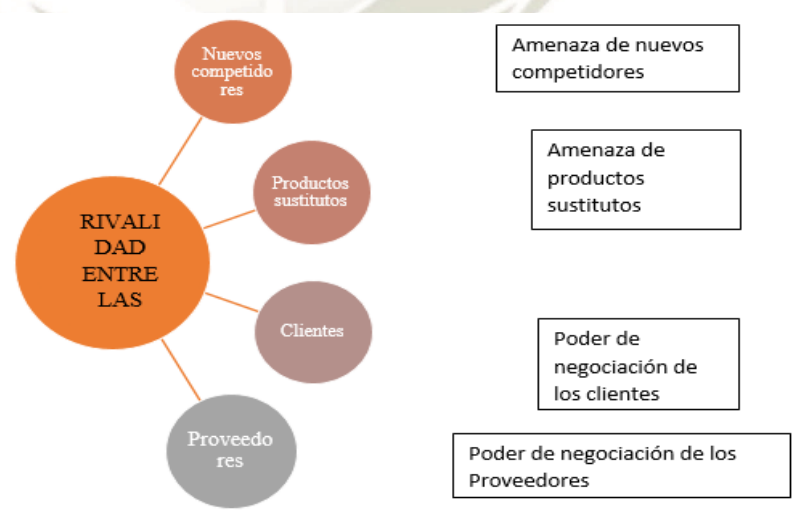 Nuevos
competido
res
Amenaza de nuevos
competidores
Productos
sustitutos
Amenaza de
productos
sustitutos
RIVALI
DAD
ENTRE
LAS
Clientes
Poder de
negociación de
los clientes
Proveedo
res
Poder de negociación de los
Proveedores